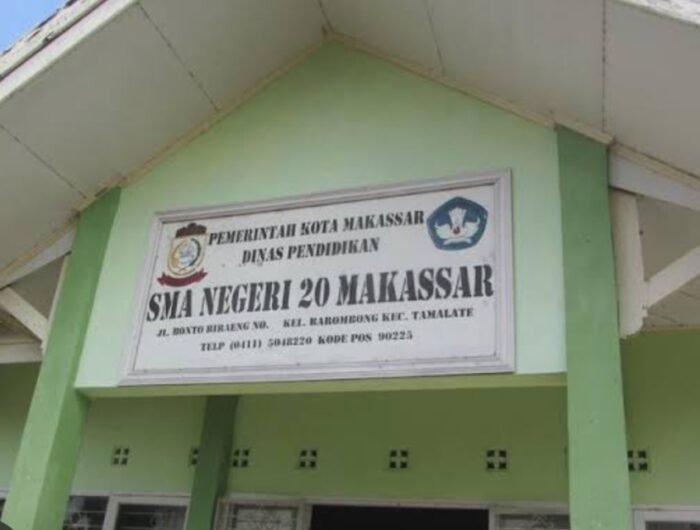 PEMERINTAH KOTA MAKASSAR
DINAS PENDIDIKAN
SMA NEGERI 20 MAKASSAR
JL. BONTO BIRAENG NO. KEL. BAROMBONG KEC. TAMALATE
TELP (0411) 5048220 KODE POS 90225